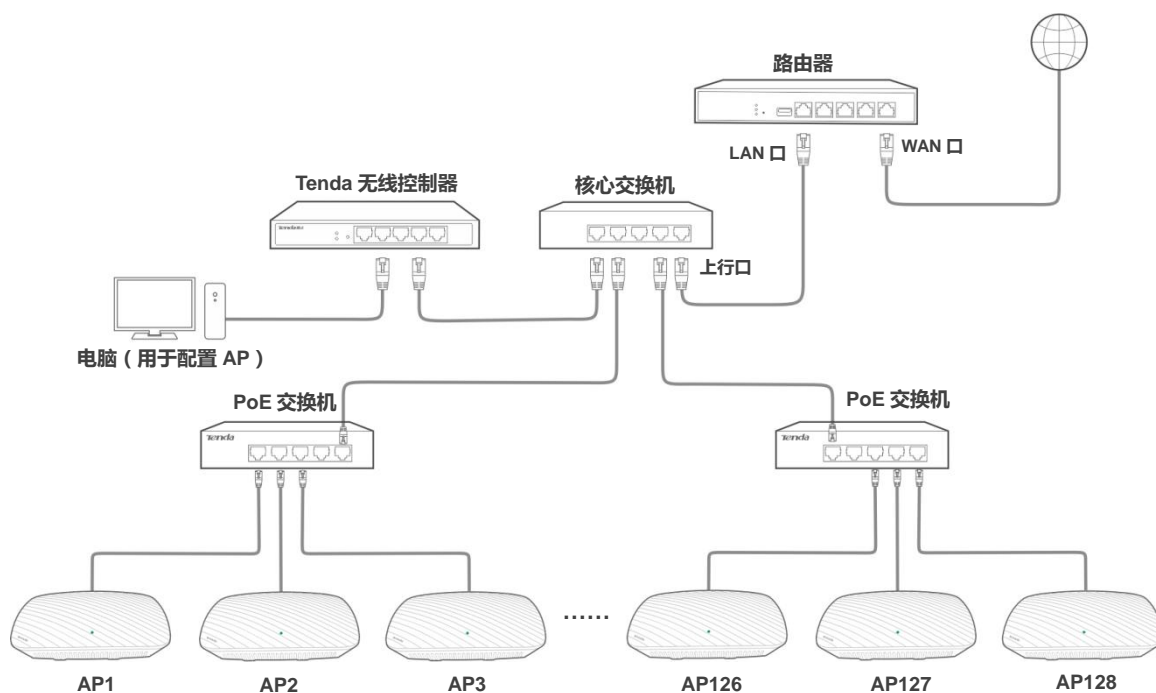 路由器
LAN 口
WAN 口
Tenda 无线控制器
核心交换机
上行口
电脑（用于配置 AP）
PoE 交换机
PoE 交换机
Tenda
Tenda
AP1
AP2
AP3
……
AP126
AP127
AP128